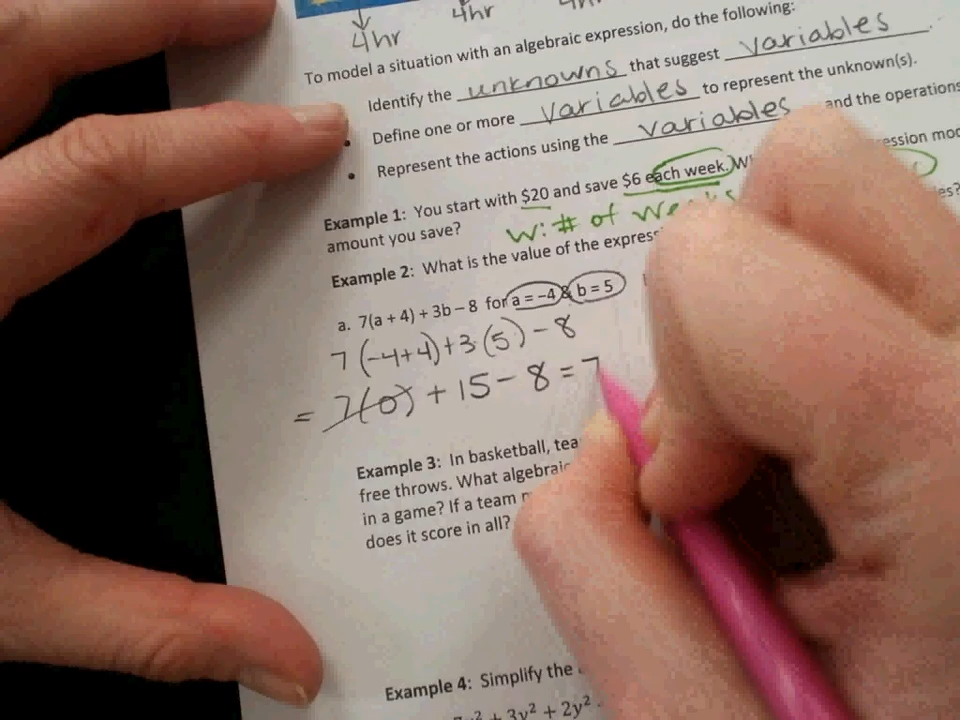 4hr 4hr
To model a situation with an algebraic expression, do the following:
Identify the unknowns that suggest variables.
Define one or more variables to represent the unknown(s).
Represent the actions using the variables and the operations
Example 1: You start with $20 and save $6 each week.
amount you save? w: # of weeks
Example 2: What is the value of the
a. 7(a + 4) + 3b – 8 for a = –4 & b = 5
7(-4+4)+3(5)-8
= 7(0) + 15 - 8 = 7
Example 3: In basketball,
free throws. What
in a game? If a team
does it score in all?
Example 4: Simplify the
+ 3y² + 2y²